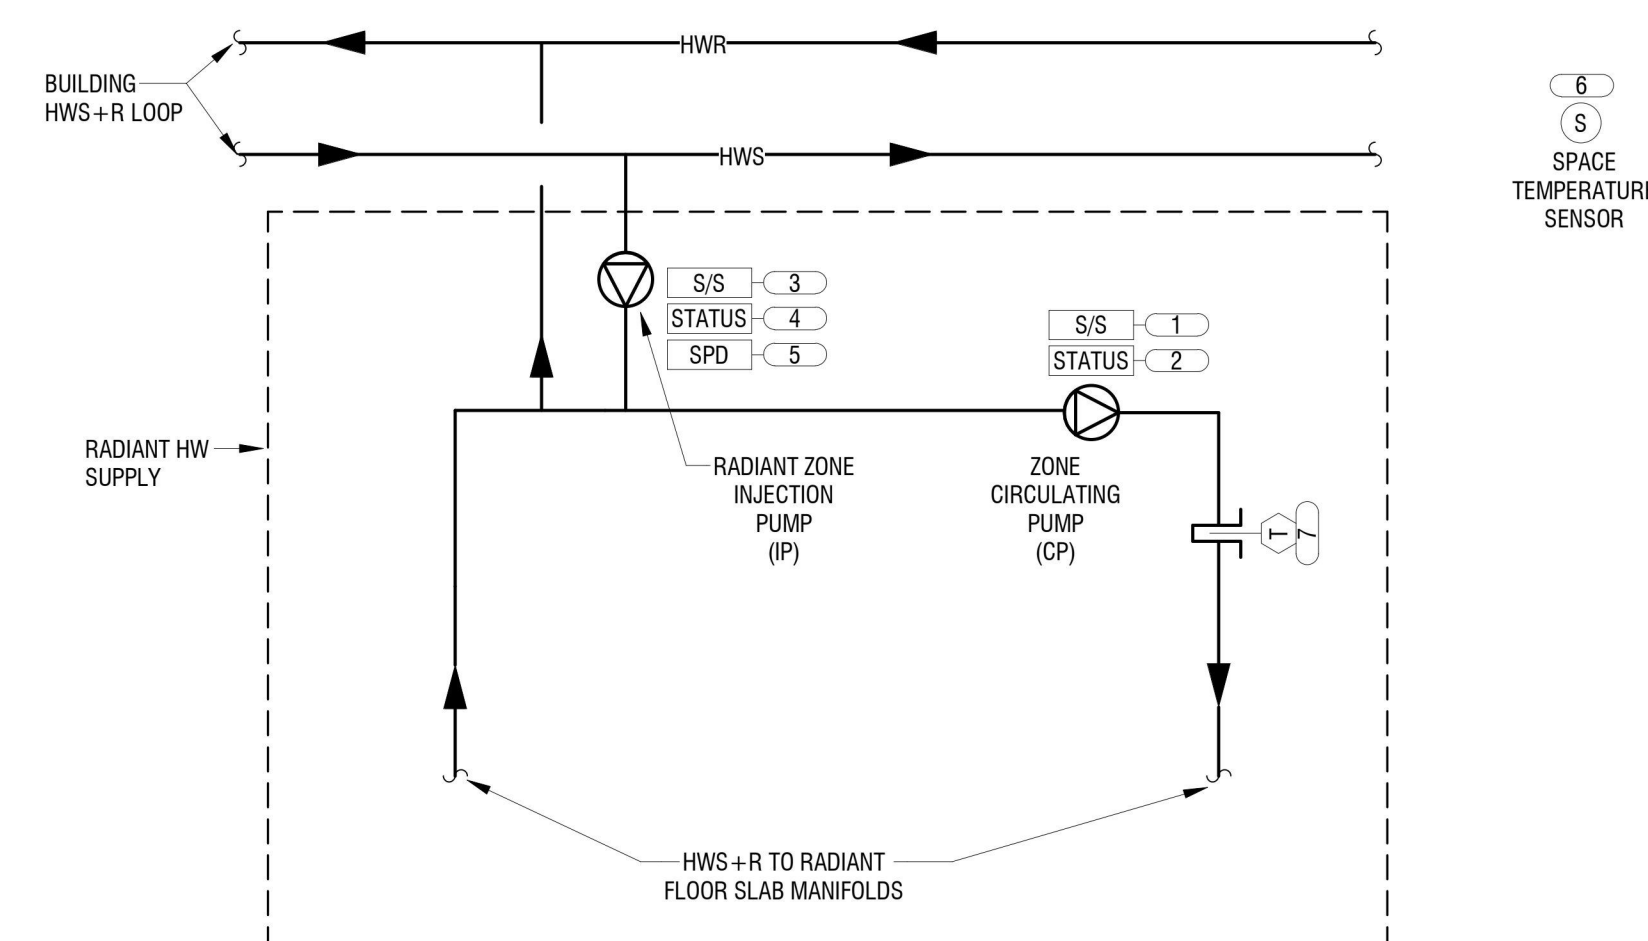 HWR
BUILDING
HWS+R LOOP
HWS
6
S
SPACE
TEMPERATURE
SENSOR
S/S 3
STATUS 4
SPD 5
S/S 1
STATUS 2
RADIANT HW
SUPPLY
RADIANT ZONE
INJECTION
PUMP
(IP)
ZONE
CIRCULATING
PUMP
(CP)
T 7
HWS+R TO RADIANT
FLOOR SLAB MANIFOLDS